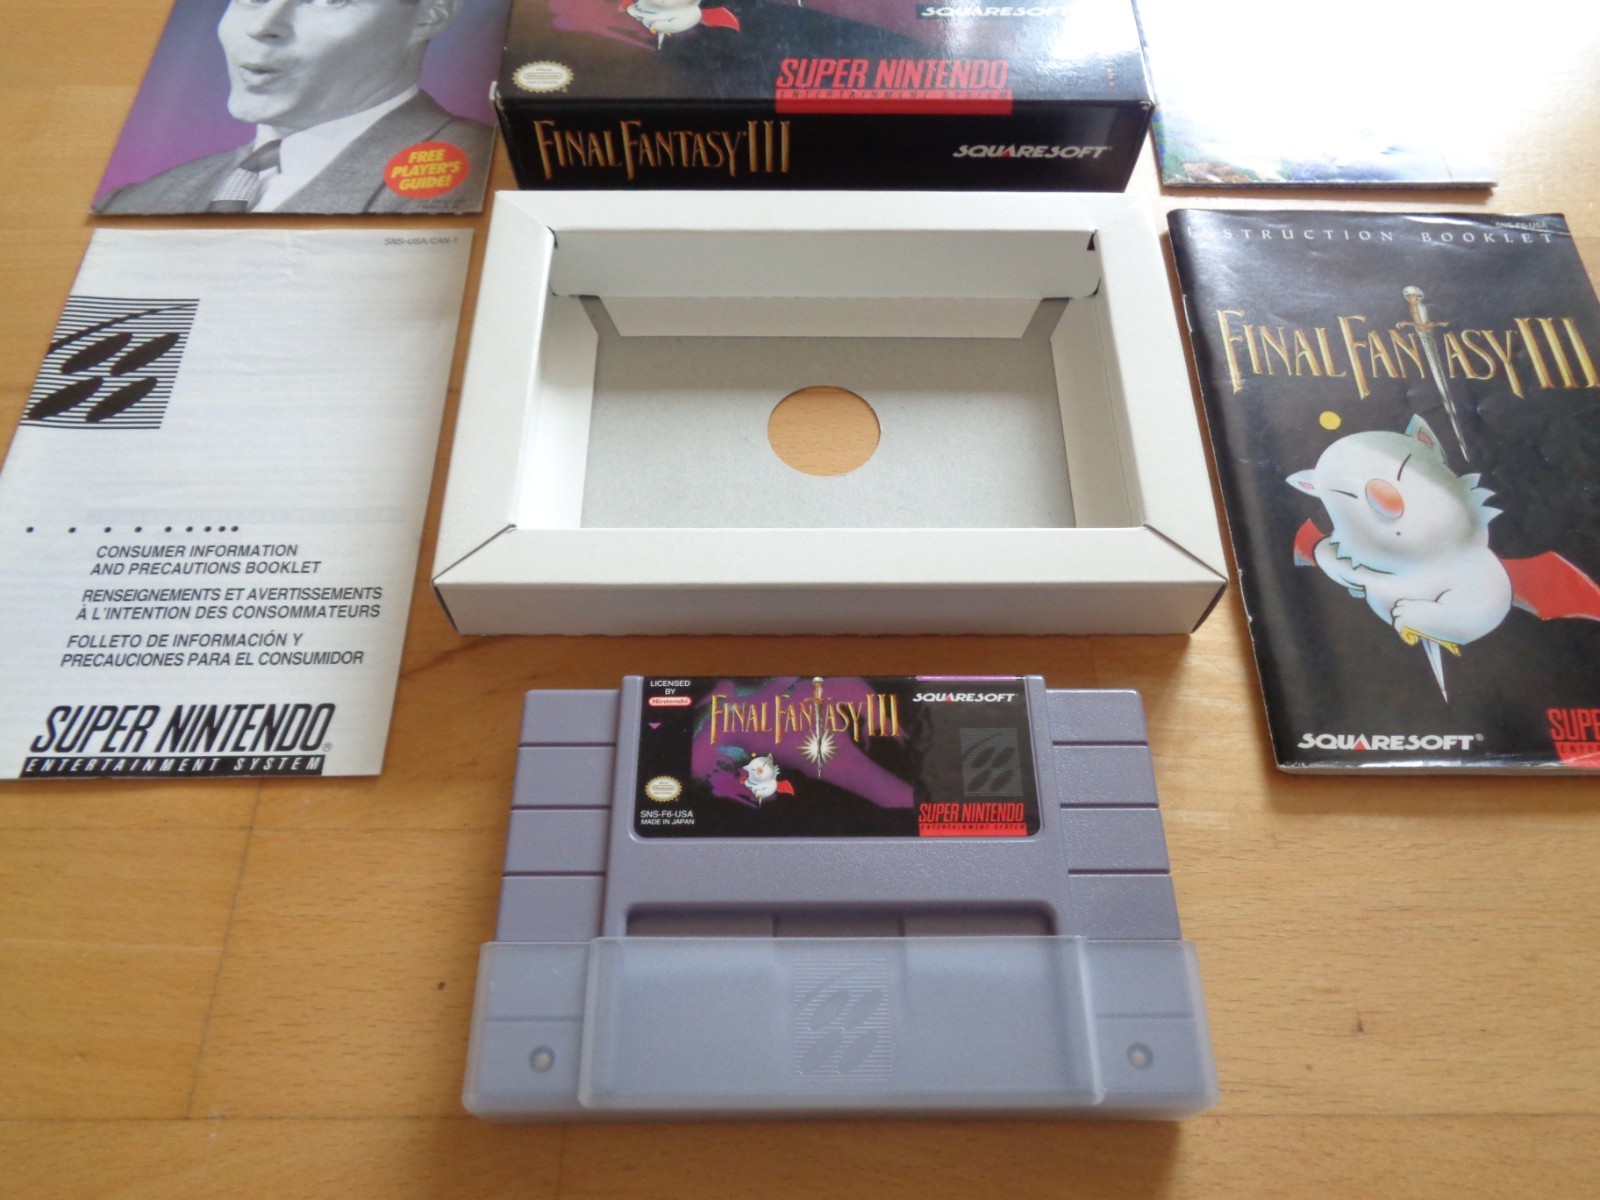 SQUARESOFT
SUPER NINTENDO
ENTERTAINMENT SYSTEM
FINAL FANTASY III
SQUARESOFT
FREE
PLAYER'S
GUIDE!
SNS-USA/CAN-1
CONSUMER INFORMATION
AND PRECAUTIONS BOOKLET
RENSEIGNEMENTS ET AVERTISSEMENTS
À L'INTENTION DES CONSOMMATEURS
FOLLETO DE INFORMACIÓN Y
PRECAUCIONES PARA EL CONSUMIDOR
SUPER NINTENDO®
ENTERTAINMENT SYSTEM
SNS-F6-USA
INSTRUCTION BOOKLET
FINAL FANTASY III
SQUARESOFT®
LICENSED
BY
Nintendo
FINAL FANTASY III
SQUARESOFT
SNS-F6-USA
MADE IN JAPAN
SUPER NINTENDO
ENTERTAINMENT SYSTEM